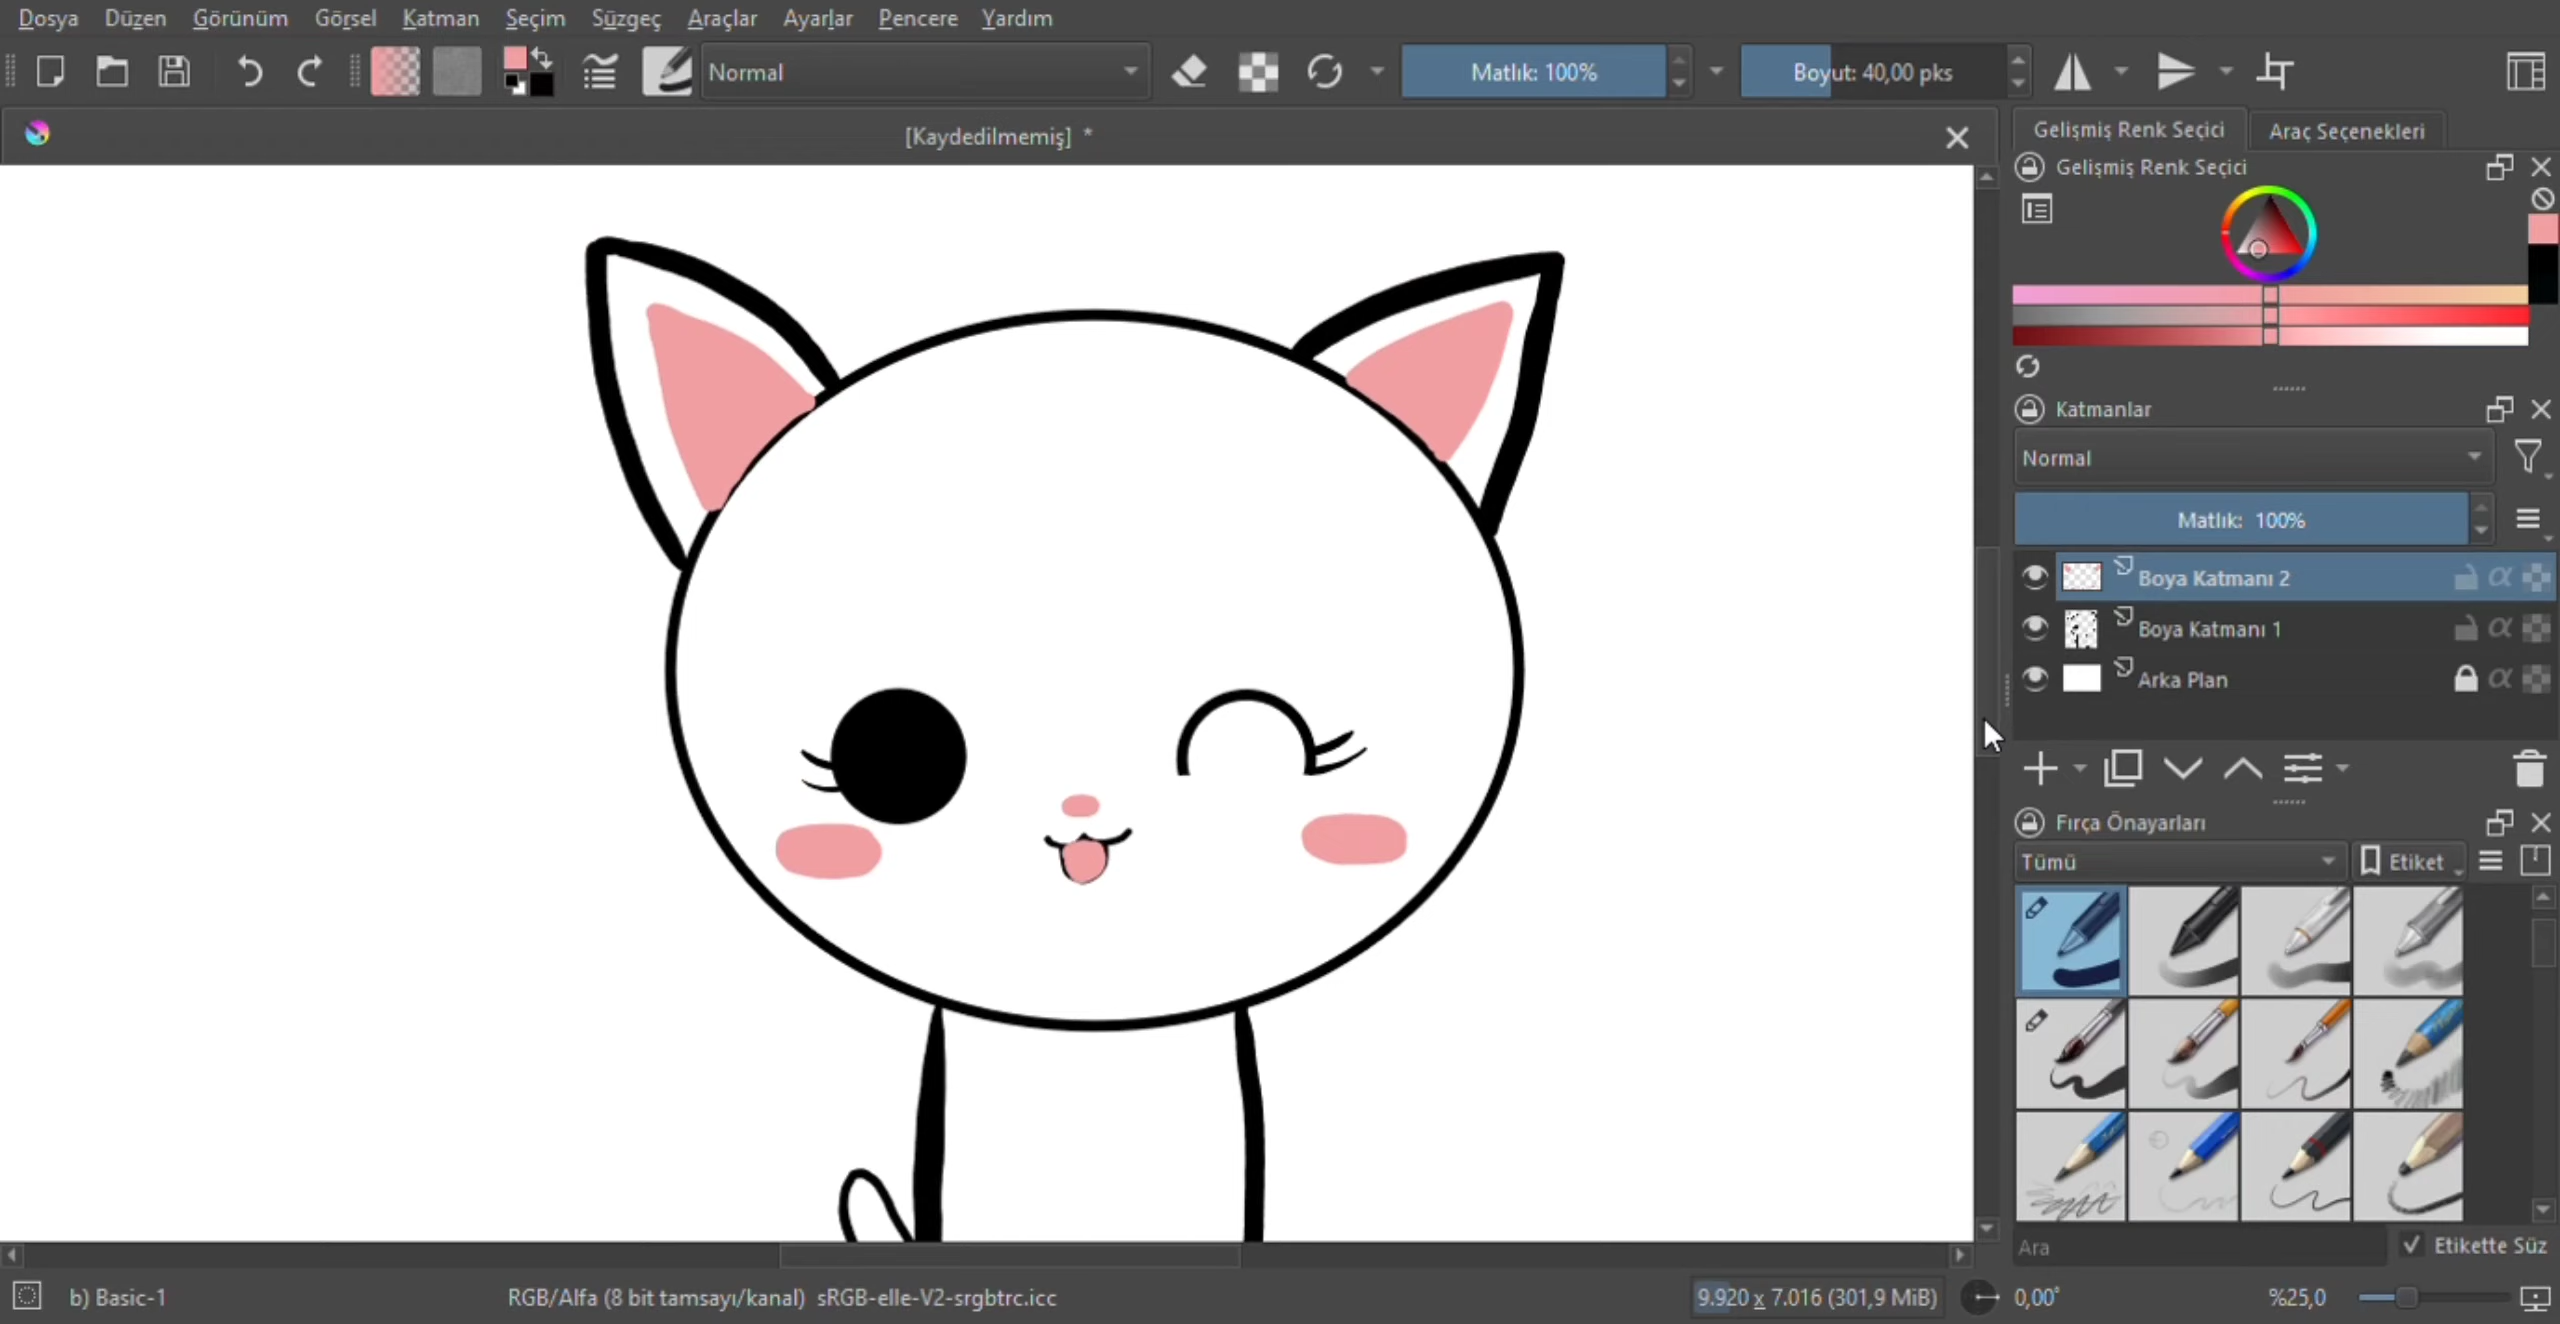 Dosya Düzen Görünüm Görsel Katman Seçim Süzgeç Araçlar Ayarlar Pencere Yardım
Normal Matlık: 100% Boyut: 40,00 pks
[Kaydedilmemiş] *
Gelişmiş Renk Seçici Araç Seçenekleri
Gelişmiş Renk Seçici
Katmanlar
Normal
Matlık: 100%
Boya Katmanı 2
Boya Katmanı 1
Arka Plan
Fırça Önayarları
Tümü Etiket
Ara Etikette Süz
b) Basic-1 RGB/Alfa (8 bit tamsayı/kanal) sRGB-elle-V2-srgbtrc.icc 9.920 x 7.016 (301,9 MiB) 0,00° %25,0